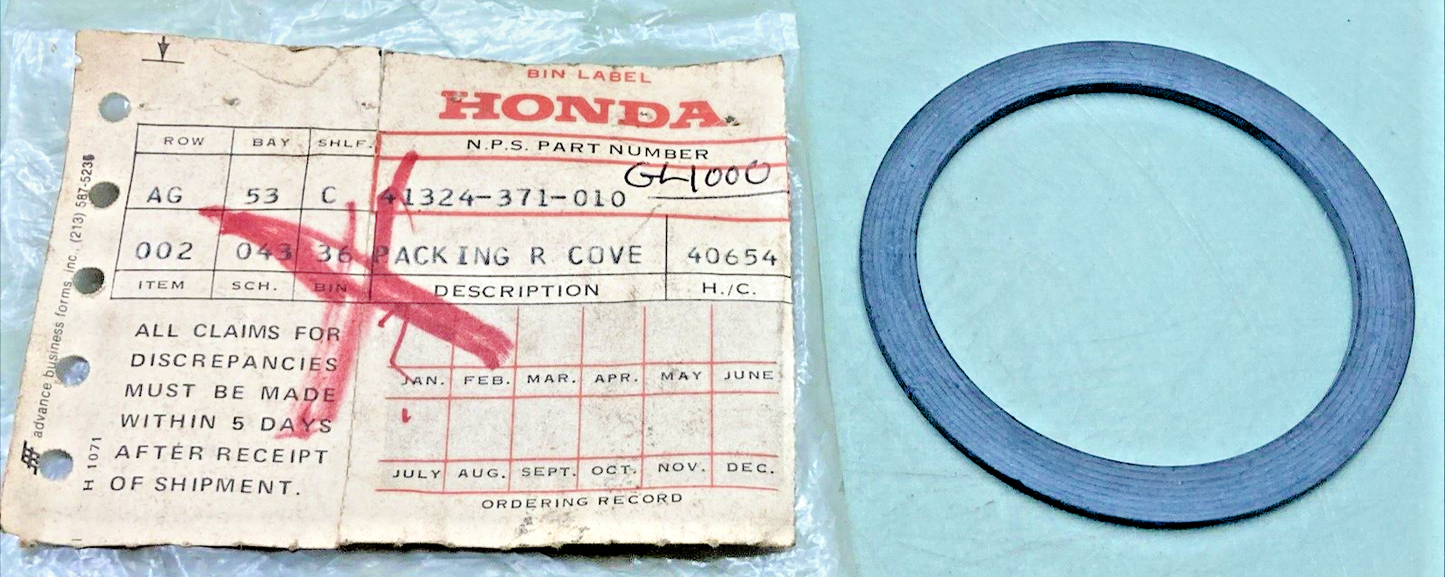 BIN LABEL
HONDA
N.P.S. PART NUMBER
ROW BAY SHLF.
AG 53 C 41324-371-010 GL1000
002 043 36 PACKING R COVE 40654
ITEM SCH. BIN DESCRIPTION H./C.
ALL CLAIMS FOR
DISCREPANCIES
MUST BE MADE
WITHIN 5 DAYS
AFTER RECEIPT
OF SHIPMENT.
JAN. FEB. MAR. APR. MAY JUNE
JULY AUG. SEPT. OCT. NOV. DEC.
ORDERING RECORD
advance business forms, inc., (213) 587-5236
H 1071